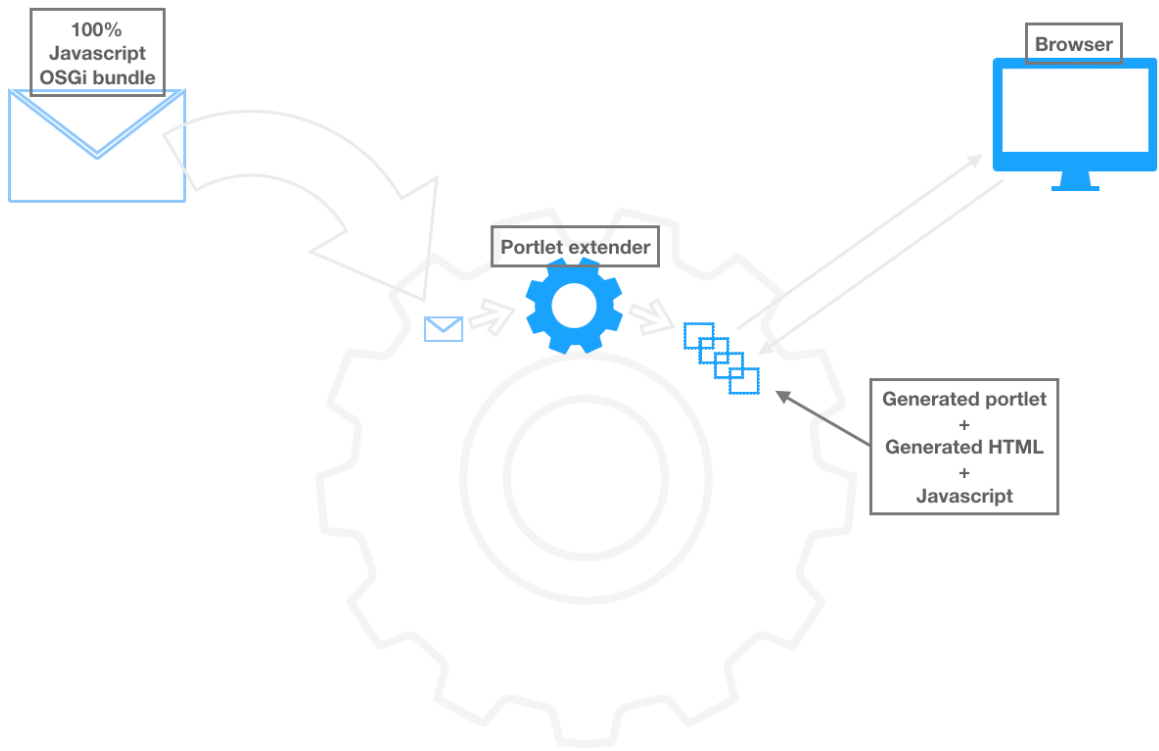 100%
Javascript
OSGi bundle
Browser
Portlet extender
Generated portlet
+
Generated HTML
+
Javascript